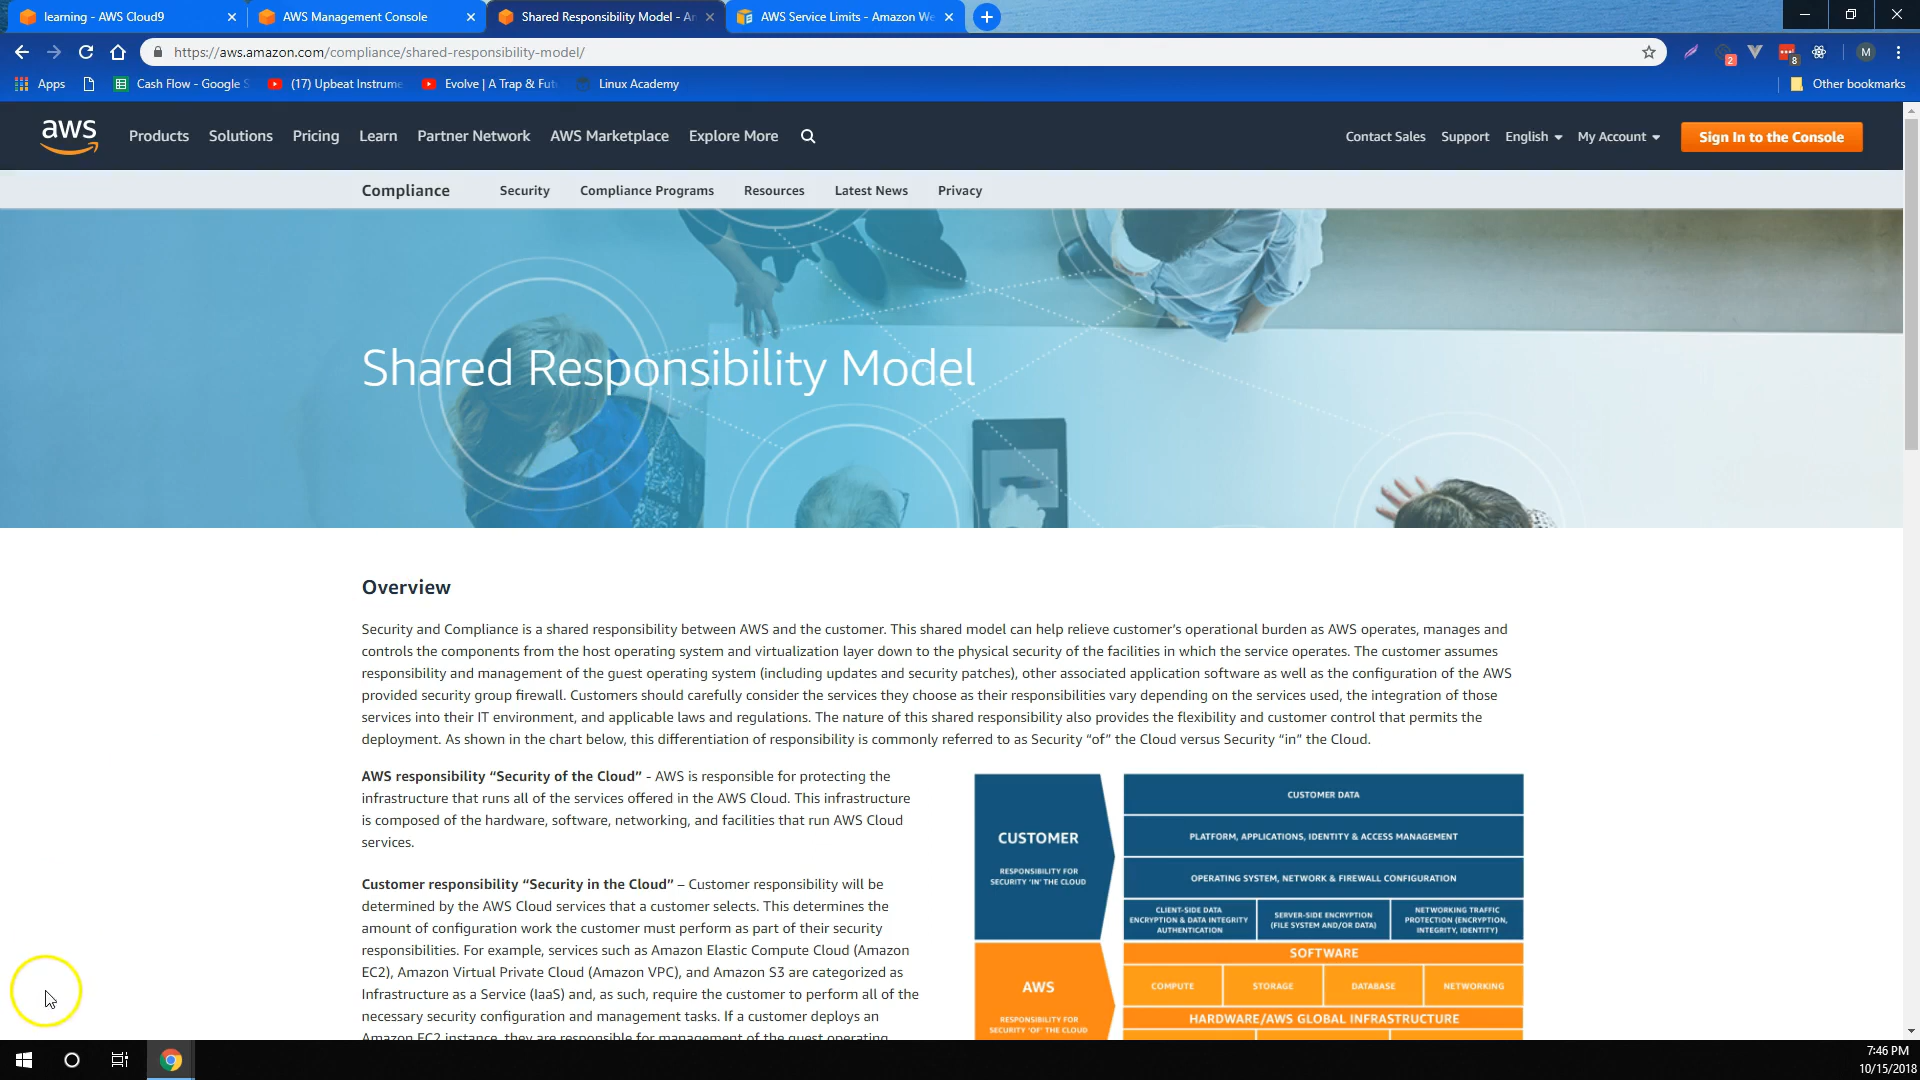 learning - AWS Cloud9
AWS Management Console
Shared Responsibility Model - A
AWS Service Limits - Amazon We
https://aws.amazon.com/compliance/shared-responsibility-model/
2
8
M
Apps
Cash Flow - Google S
(17) Upbeat Instrume
Evolve | A Trap & Fut
Linux Academy
Other bookmarks
aws
Products
Solutions
Pricing
Learn
Partner Network
AWS Marketplace
Explore More
Contact Sales
Support
English
My Account
Sign In to the Console
Compliance
Security
Compliance Programs
Resources
Latest News
Privacy
Shared Responsibility Model
Overview
Security and Compliance is a shared responsibility between AWS and the customer. This shared model can help relieve customer’s operational burden as AWS operates, manages and
controls the components from the host operating system and virtualization layer down to the physical security of the facilities in which the service operates. The customer assumes
responsibility and management of the guest operating system (including updates and security patches), other associated application software as well as the configuration of the AWS
provided security group firewall. Customers should carefully consider the services they choose as their responsibilities vary depending on the services used, the integration of those
services into their IT environment, and applicable laws and regulations. The nature of this shared responsibility also provides the flexibility and customer control that permits the
deployment. As shown in the chart below, this differentiation of responsibility is commonly referred to as Security “of” the Cloud versus Security “in” the Cloud.
AWS responsibility “Security of the Cloud” - AWS is responsible for protecting the
infrastructure that runs all of the services offered in the AWS Cloud. This infrastructure
is composed of the hardware, software, networking, and facilities that run AWS Cloud
services.
Customer responsibility “Security in the Cloud” – Customer responsibility will be
determined by the AWS Cloud services that a customer selects. This determines the
amount of configuration work the customer must perform as part of their security
responsibilities. For example, services such as Amazon Elastic Compute Cloud (Amazon
EC2), Amazon Virtual Private Cloud (Amazon VPC), and Amazon S3 are categorized as
Infrastructure as a Service (IaaS) and, as such, require the customer to perform all of the
necessary security configuration and management tasks. If a customer deploys an
Amazon EC2 instance, they are responsible for management of the guest operating
CUSTOMER
RESPONSIBILITY FOR
SECURITY ‘IN’ THE CLOUD
CUSTOMER DATA
PLATFORM, APPLICATIONS, IDENTITY & ACCESS MANAGEMENT
OPERATING SYSTEM, NETWORK & FIREWALL CONFIGURATION
CLIENT-SIDE DATA
ENCRYPTION & DATA INTEGRITY
AUTHENTICATION
SERVER-SIDE ENCRYPTION
(FILE SYSTEM AND/OR DATA)
NETWORKING TRAFFIC
PROTECTION (ENCRYPTION,
INTEGRITY, IDENTITY)
AWS
RESPONSIBILITY FOR
SECURITY ‘OF’ THE CLOUD
SOFTWARE
COMPUTE
STORAGE
DATABASE
NETWORKING
HARDWARE/AWS GLOBAL INFRASTRUCTURE
7:46 PM
10/15/2018